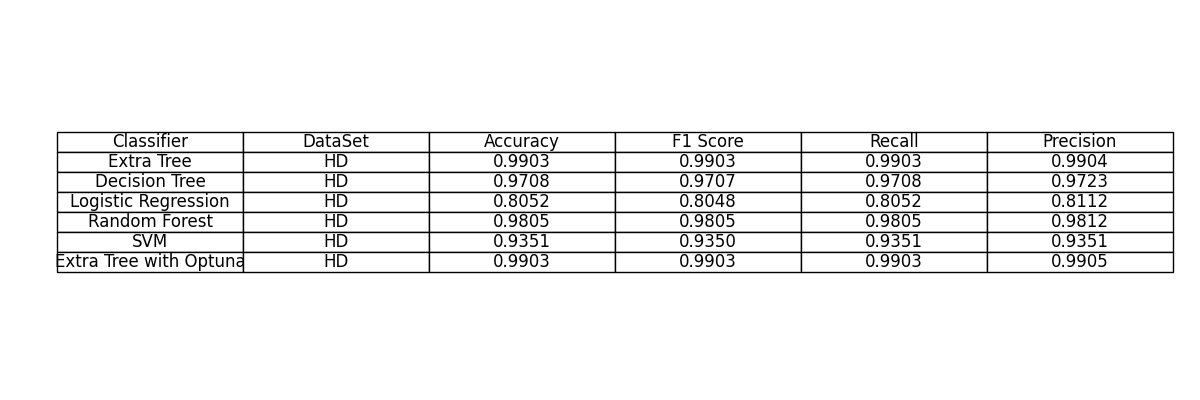 Classifier DataSet Accuracy F1 Score Recall Precision
Extra Tree HD 0.9903 0.9903 0.9903 0.9904
Decision Tree HD 0.9708 0.9707 0.9708 0.9723
Logistic Regression HD 0.8052 0.8048 0.8052 0.8112
Random Forest HD 0.9805 0.9805 0.9805 0.9812
SVM HD 0.9351 0.9350 0.9351 0.9351
Extra Tree with Optuna HD 0.9903 0.9903 0.9903 0.9905